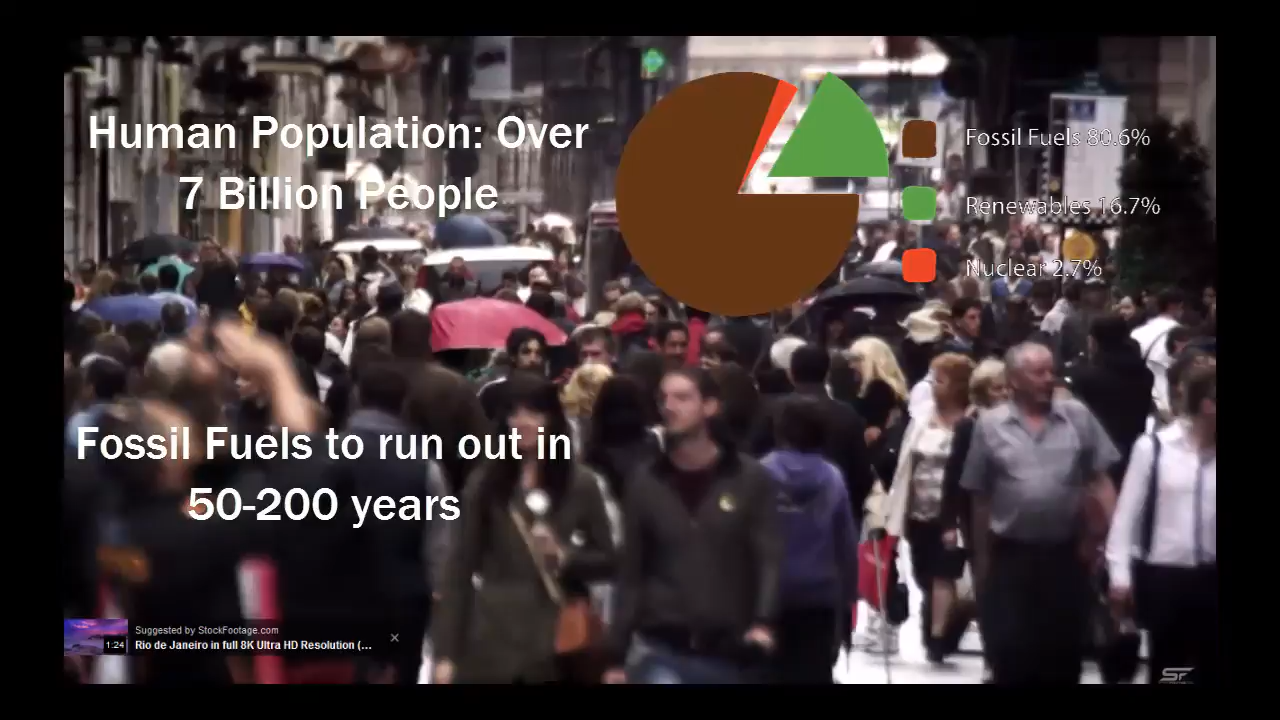 Human Population: Over
7 Billion People
Fossil Fuels 80.6%
Renewables 16.7%
Nuclear 2.7%
Fossil Fuels to run out in
50-200 years
Suggested by StockFootage.com
1:24
Rio de Janeiro in full 8K Ultra HD Resolution (...
SF